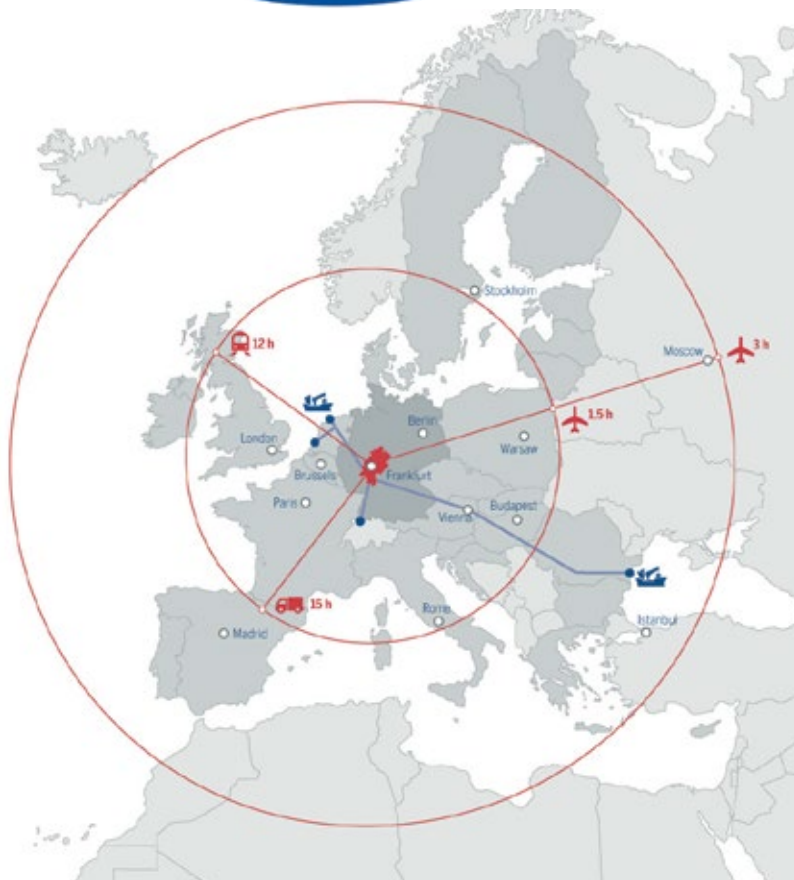 Stockholm
12 h
Moscow
3 h
1.5 h
London
Berlin
Warsaw
Brussels
Frankfurt
Paris
Vienna
Budapest
15 h
Rome
Madrid
Istanbul